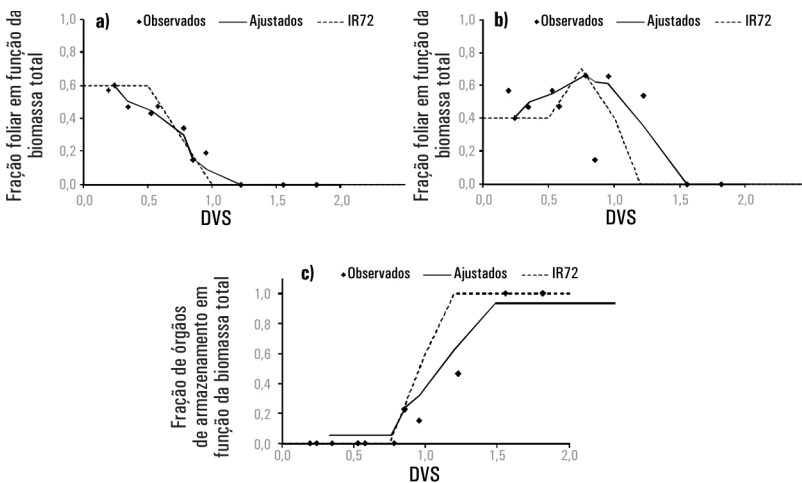 a)
Observados
Ajustados
IR72
Fração foliar em função da
biomassa total
1,0
0,8
0,6
0,4
0,2
0,0
0,0
0,5
1,0
1,5
2,0
DVS
b)
Observados
Ajustados
IR72
Fração foliar em função da
biomassa total
1,0
0,8
0,6
0,4
0,2
0,0
0,0
0,5
1,0
1,5
2,0
DVS
c)
Observados
Ajustados
IR72
Fração de órgãos
de armazenamento em
função da biomassa total
1,0
0,8
0,6
0,4
0,2
0,0
0,0
0,5
1,0
1,5
2,0
DVS